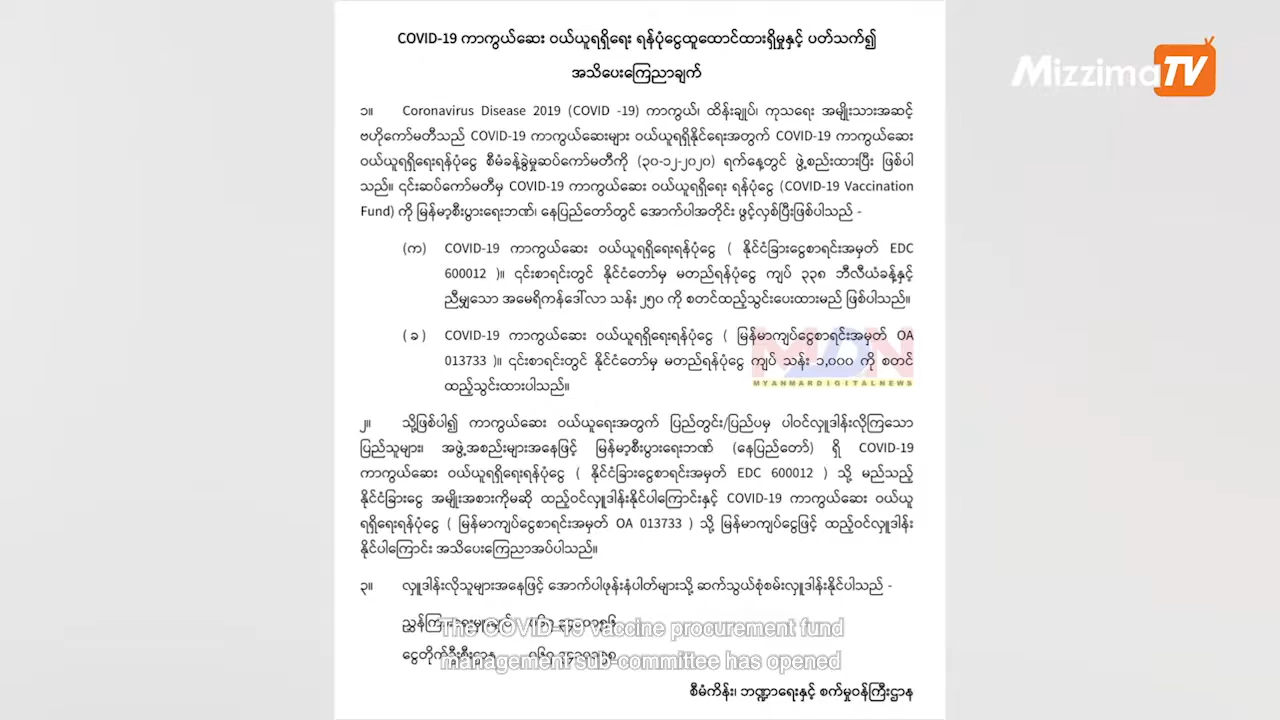 COVID-19 ကာကွယ်ဆေး ဝယ်ယူရရှိရေး ရန်ပုံငွေထူထောင်ထားရှိမှုနှင့် ပတ်သက်၍
အသိပေးကြေညာချက်
MizzimaTV
၁။ Coronavirus Disease 2019 (COVID -19) ကာကွယ်၊ ထိန်းချုပ်၊ ကုသရေး အမျိုးသားအဆင့်
ဗဟိုကော်မတီသည် COVID-19 ကာကွယ်ဆေးများ ဝယ်ယူရရှိနိုင်ရေးအတွက် COVID-19 ကာကွယ်ဆေး
ဝယ်ယူရရှိရေးရန်ပုံငွေ စီမံခန့်ခွဲမှုဆပ်ကော်မတီကို (၃၀-၁၂-၂၀၂၀) ရက်နေ့တွင် ဖွဲ့စည်းထားပြီး ဖြစ်ပါ
သည်။ ၎င်းဆပ်ကော်မတီမှ COVID-19 ကာကွယ်ဆေး ဝယ်ယူရရှိရေး ရန်ပုံငွေ (COVID-19 Vaccination
Fund) ကို မြန်မာ့စီးပွားရေးဘဏ်၊ နေပြည်တော်တွင် အောက်ပါအတိုင်း ဖွင့်လှစ်ပြီးဖြစ်ပါသည် -
(က) COVID-19 ကာကွယ်ဆေး ဝယ်ယူရရှိရေးရန်ပုံငွေ ( နိုင်ငံခြားငွေစာရင်းအမှတ် EDC
600012 )။ ၎င်းစာရင်းတွင် နိုင်ငံတော်မှ မတည်ရန်ပုံငွေ ကျပ် ၃၃၈ ဘီလီယံခန့်နှင့်
ညီမျှသော အမေရိကန်ဒေါ်လာ သန်း ၂၅၀ ကို စတင်ထည့်သွင်းပေးထားမည် ဖြစ်ပါသည်။
(ခ) COVID-19 ကာကွယ်ဆေး ဝယ်ယူရရှိရေးရန်ပုံငွေ ( မြန်မာကျပ်ငွေစာရင်းအမှတ် OA
013733 )။ ၎င်းစာရင်းတွင် နိုင်ငံတော်မှ မတည်ရန်ပုံငွေ ကျပ် သန်း ၁,၀၀၀ ကို စတင်
ထည့်သွင်းထားပါသည်။
MDN
MYANMARDIGITALNEWS
၂။ သို့ဖြစ်ပါ၍ ကာကွယ်ဆေး ဝယ်ယူရေးအတွက် ပြည်တွင်း/ပြည်ပမှ ပါဝင်လှူဒါန်းလိုကြသော
ပြည်သူများ၊ အဖွဲ့အစည်းများအနေဖြင့် မြန်မာ့စီးပွားရေးဘဏ် (နေပြည်တော်) ရှိ COVID-19
ကာကွယ်ဆေး ဝယ်ယူရရှိရေးရန်ပုံငွေ ( နိုင်ငံခြားငွေစာရင်းအမှတ် EDC 600012 ) သို့ မည်သည့်
နိုင်ငံခြားငွေ အမျိုးအစားကိုမဆို ထည့်ဝင်လှူဒါန်းနိုင်ပါကြောင်းနှင့် COVID-19 ကာကွယ်ဆေး ဝယ်ယူ
ရရှိရေးရန်ပုံငွေ ( မြန်မာကျပ်ငွေစာရင်းအမှတ် OA 013733 ) သို့ မြန်မာကျပ်ငွေဖြင့် ထည့်ဝင်လှူဒါန်း
နိုင်ပါကြောင်း အသိပေးကြေညာအပ်ပါသည်။
၃။ လှူဒါန်းလိုသူများအနေဖြင့် အောက်ပါဖုန်းနံပါတ်များသို့ ဆက်သွယ်စုံစမ်းလှူဒါန်းနိုင်ပါသည် -
The COVID-19 vaccine procurement fund
management sub-committee has opened
စီမံကိန်း၊ ဘဏ္ဍာရေးနှင့် စက်မှုဝန်ကြီးဌာန